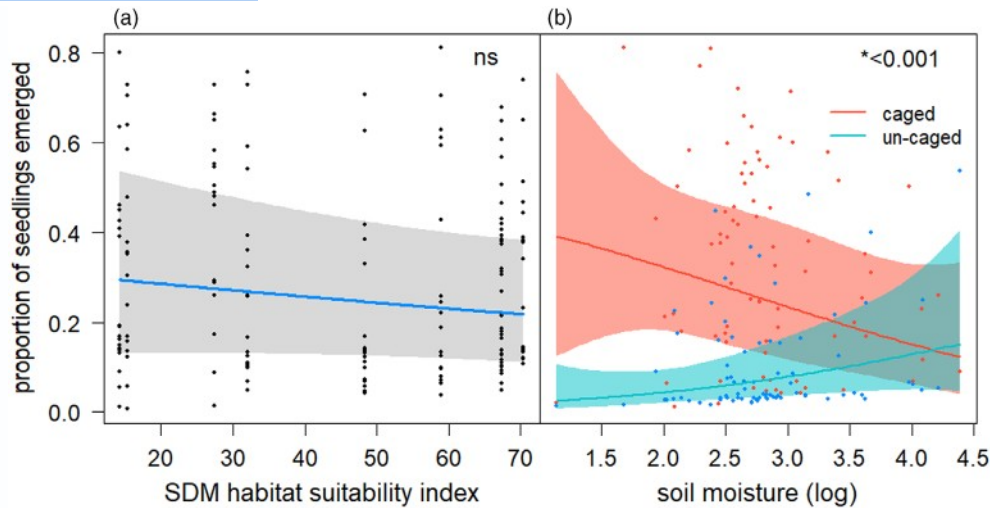 (a)
(b)
ns
*<0.001
caged
un-caged
proportion of seedlings emerged
0.8
0.6
0.4
0.2
0.0
20 30 40 50 60 70
1.5 2.0 2.5 3.0 3.5 4.0 4.5
SDM habitat suitability index
soil moisture (log)